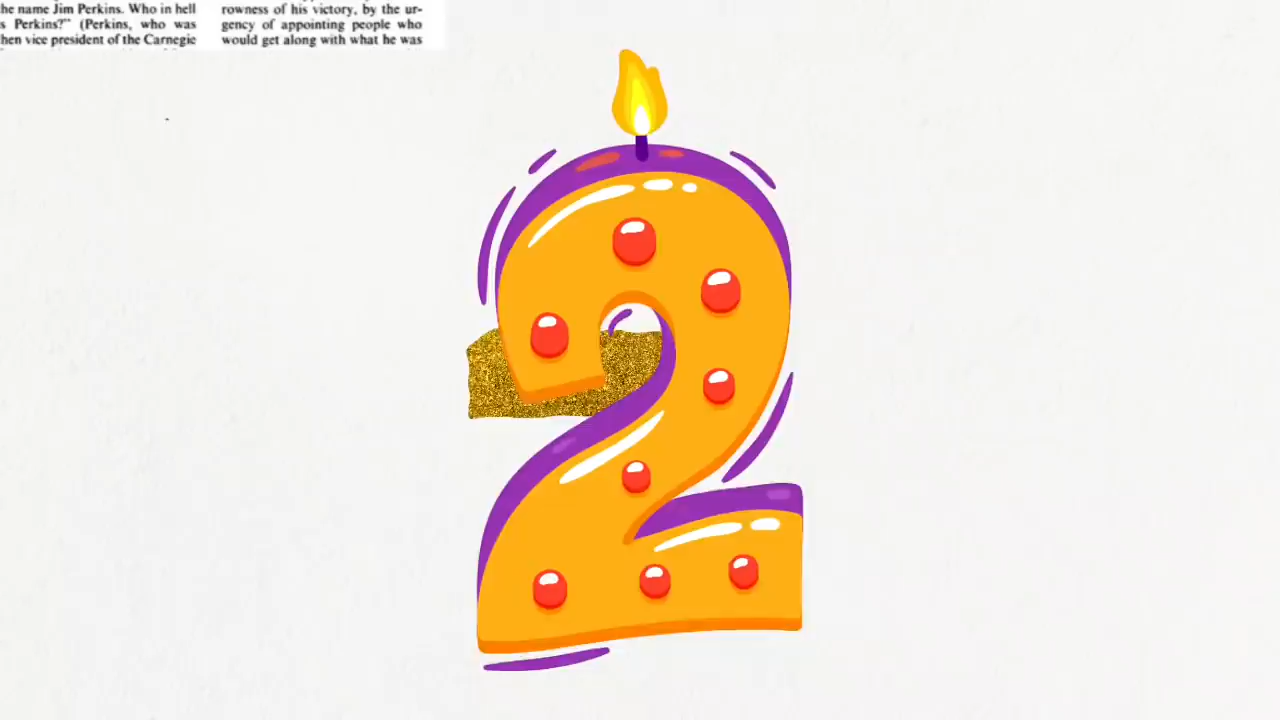 he name Jim Perkins. Who in hell
s Perkins?" (Perkins, who was
hen vice president of the Carnegie
rowness of his victory, by the ur-
gency of appointing people who
would get along with what he was
2